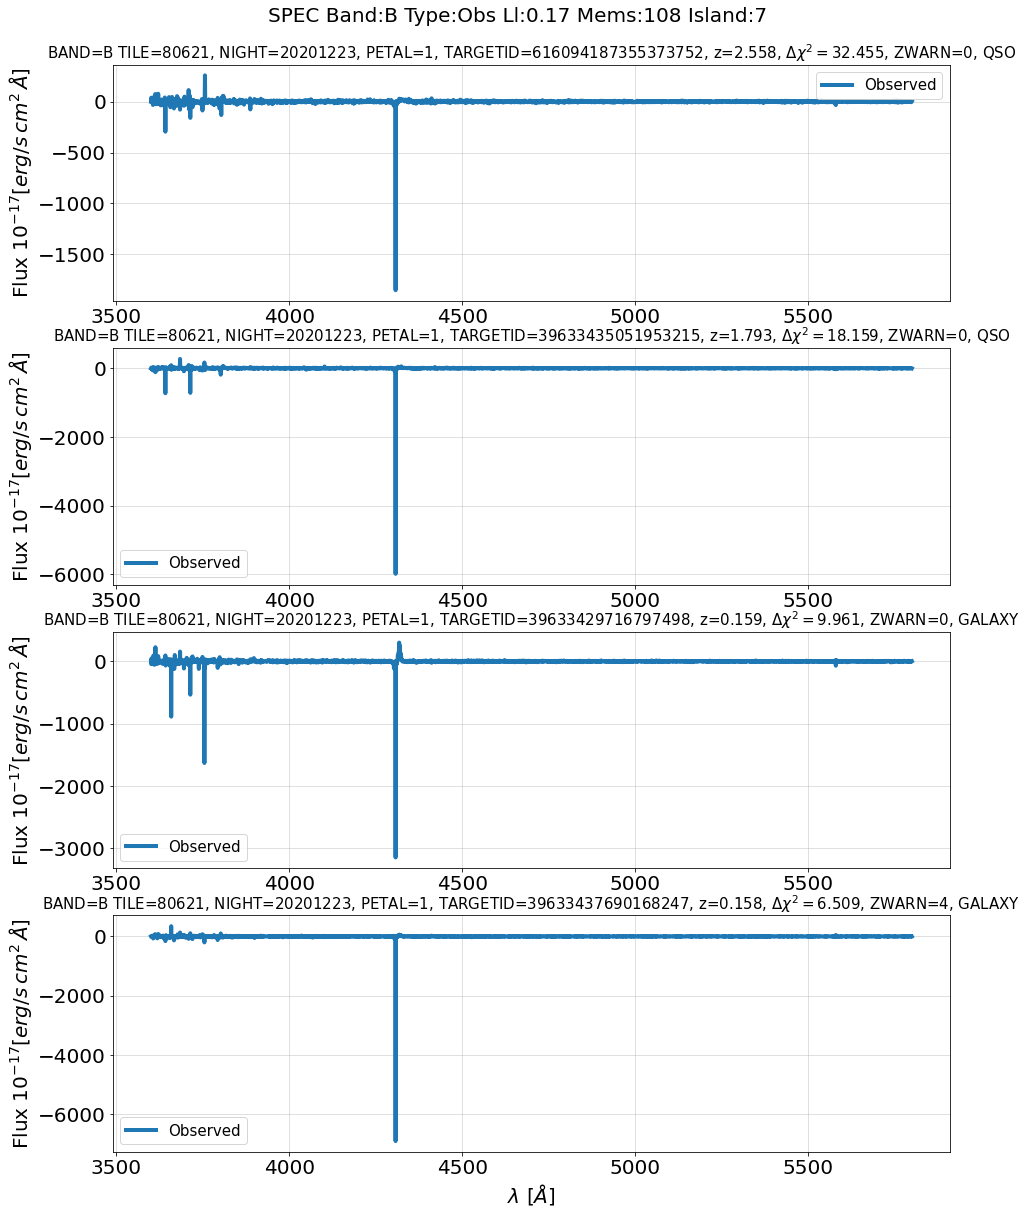 SPEC Band:B Type:Obs Ll:0.17 Mems:108 Island:7
BAND=B TILE=80621, NIGHT=20201223, PETAL=1, TARGETID=616094187355373752, z=2.558, Δχ² = 32.455, ZWARN=0, QSO
Flux 10⁻¹⁷[erg/s cm² Å]
0
−500
−1000
−1500
Observed
3500 4000 4500 5000 5500
BAND=B TILE=80621, NIGHT=20201223, PETAL=1, TARGETID=39633435051953215, z=1.793, Δχ² = 18.159, ZWARN=0, QSO
Flux 10⁻¹⁷[erg/s cm² Å]
0
−2000
−4000
−6000
Observed
3500 4000 4500 5000 5500
BAND=B TILE=80621, NIGHT=20201223, PETAL=1, TARGETID=39633429716797498, z=0.159, Δχ² = 9.961, ZWARN=0, GALAXY
Flux 10⁻¹⁷[erg/s cm² Å]
0
−1000
−2000
−3000
Observed
3500 4000 4500 5000 5500
BAND=B TILE=80621, NIGHT=20201223, PETAL=1, TARGETID=39633437690168247, z=0.158, Δχ² = 6.509, ZWARN=4, GALAXY
Flux 10⁻¹⁷[erg/s cm² Å]
0
−2000
−4000
−6000
Observed
3500 4000 4500 5000 5500
λ [Å]